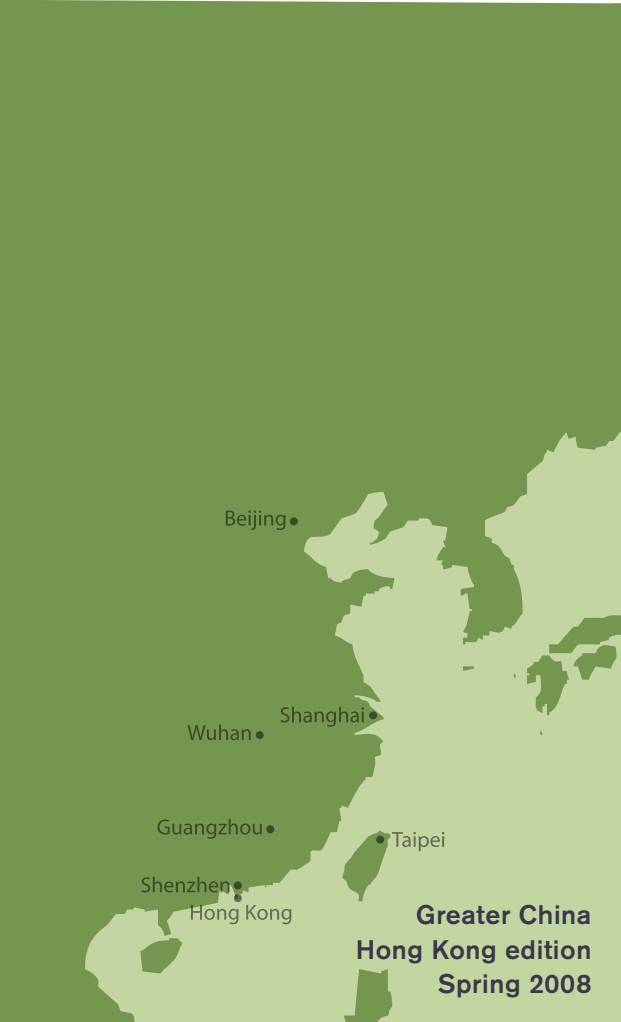 Beijing
Shanghai
Wuhan
Guangzhou
Taipei
Shenzhen
Hong Kong
Greater China
Hong Kong edition
Spring 2008